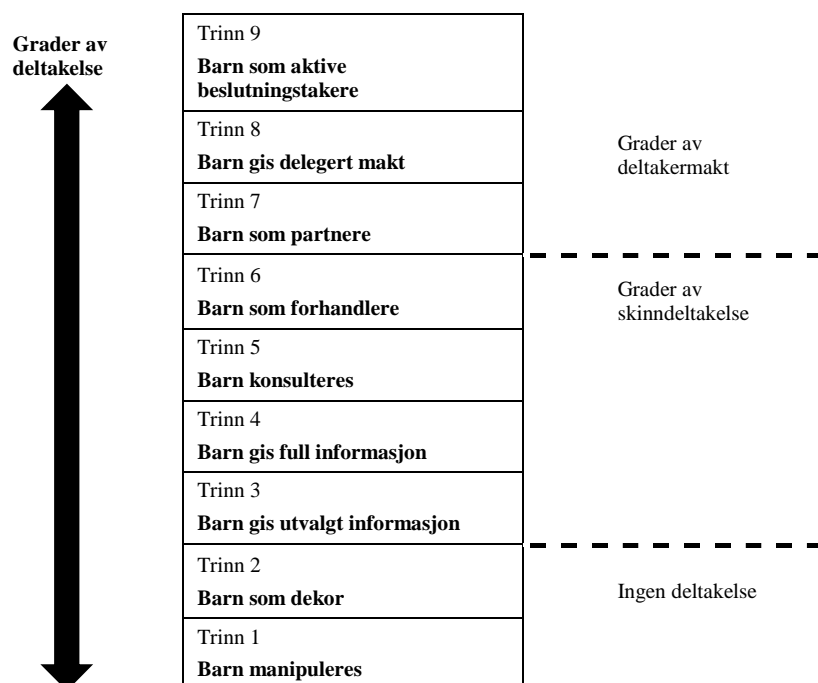 Grader av
deltakelse
Trinn 9
Barn som aktive
beslutningstakere
Trinn 8
Barn gis delegert makt
Trinn 7
Barn som partnere
Grader av
deltakermakt
Trinn 6
Barn som forhandlere
Trinn 5
Barn konsulteres
Trinn 4
Barn gis full informasjon
Trinn 3
Barn gis utvalgt informasjon
Grader av
skinndeltakelse
Trinn 2
Barn som dekor
Trinn 1
Barn manipuleres
Ingen deltakelse